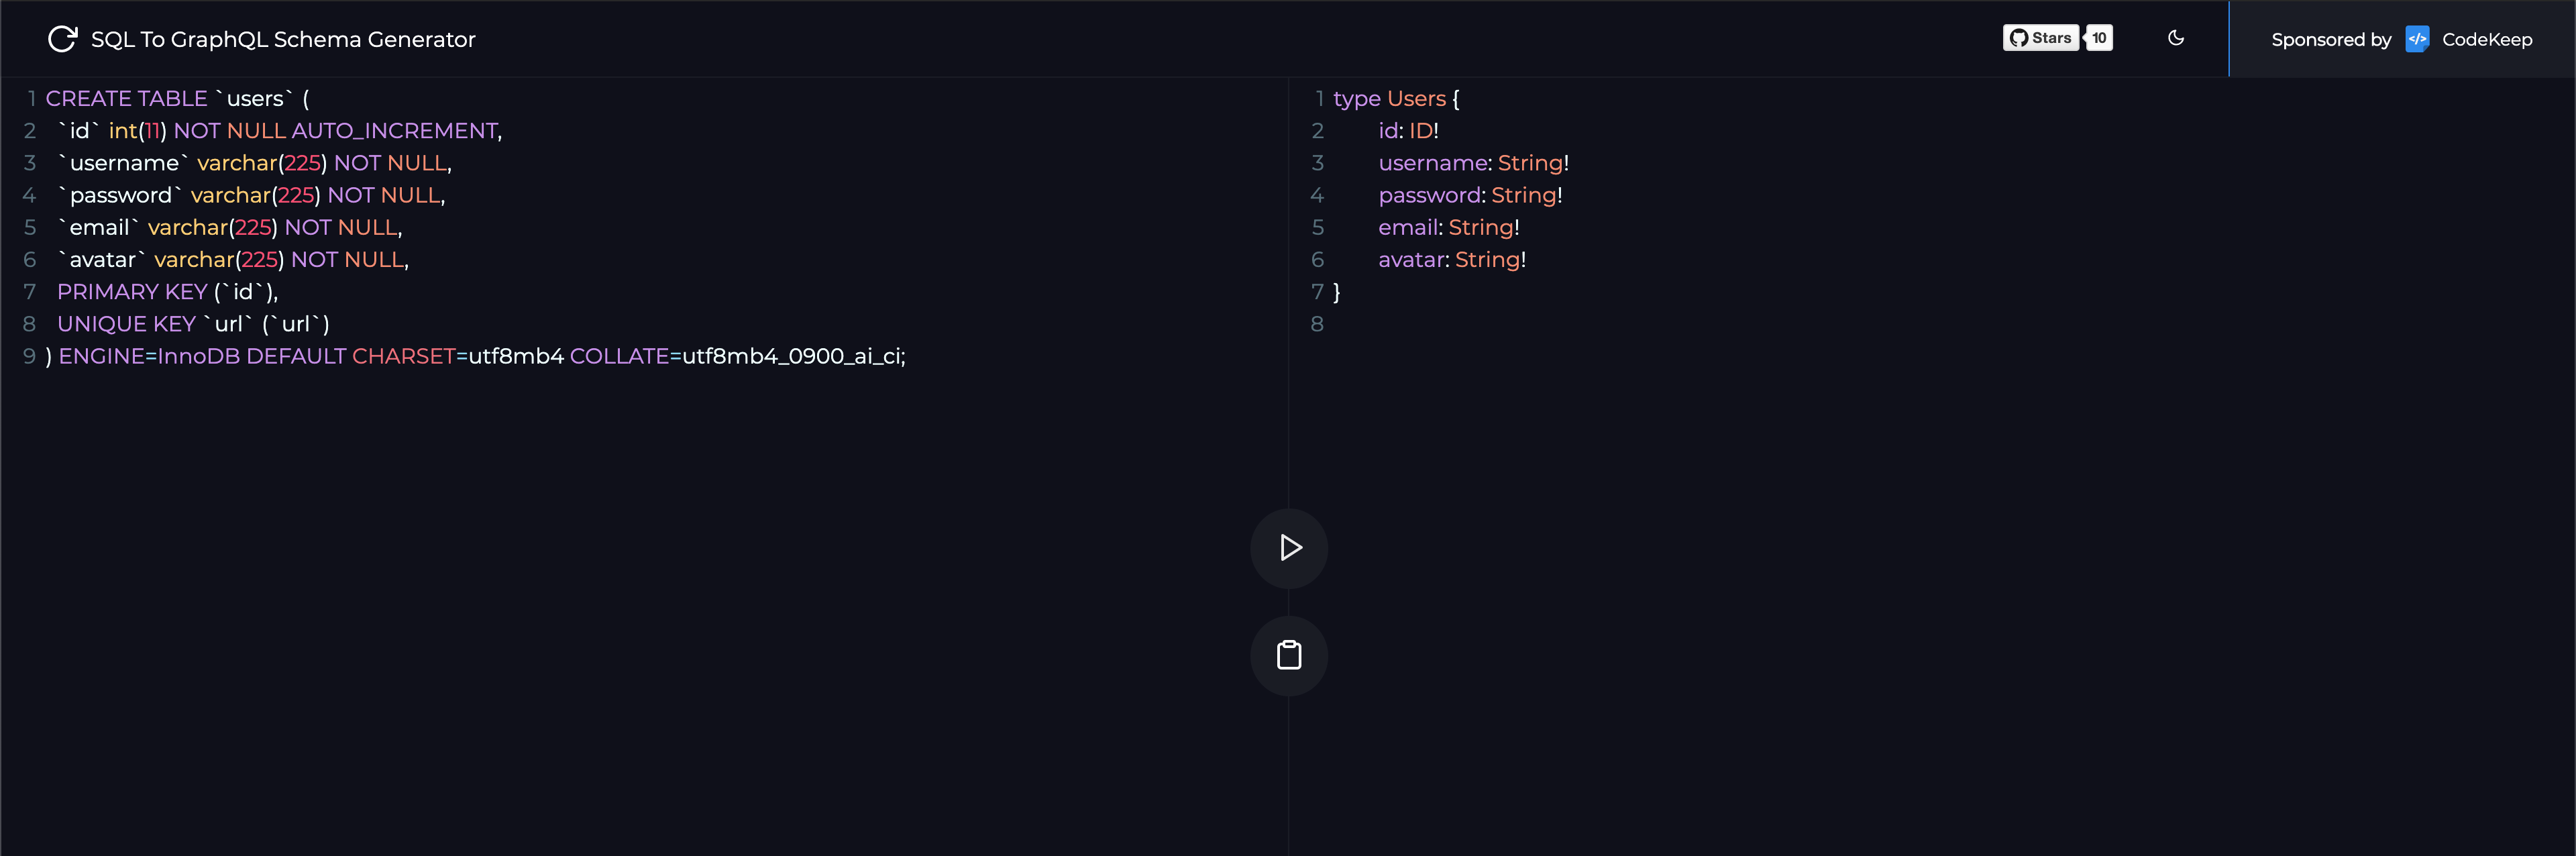 SQL To GraphQL Schema Generator
Stars 10
Sponsored by </> CodeKeep
1 CREATE TABLE `users` (
2 `id` int(11) NOT NULL AUTO_INCREMENT,
3 `username` varchar(225) NOT NULL,
4 `password` varchar(225) NOT NULL,
5 `email` varchar(225) NOT NULL,
6 `avatar` varchar(225) NOT NULL,
7 PRIMARY KEY (`id`),
8 UNIQUE KEY `url` (`url`)
9 ) ENGINE=InnoDB DEFAULT CHARSET=utf8mb4 COLLATE=utf8mb4_0900_ai_ci;
1 type Users {
2 id: ID!
3 username: String!
4 password: String!
5 email: String!
6 avatar: String!
7 }
8